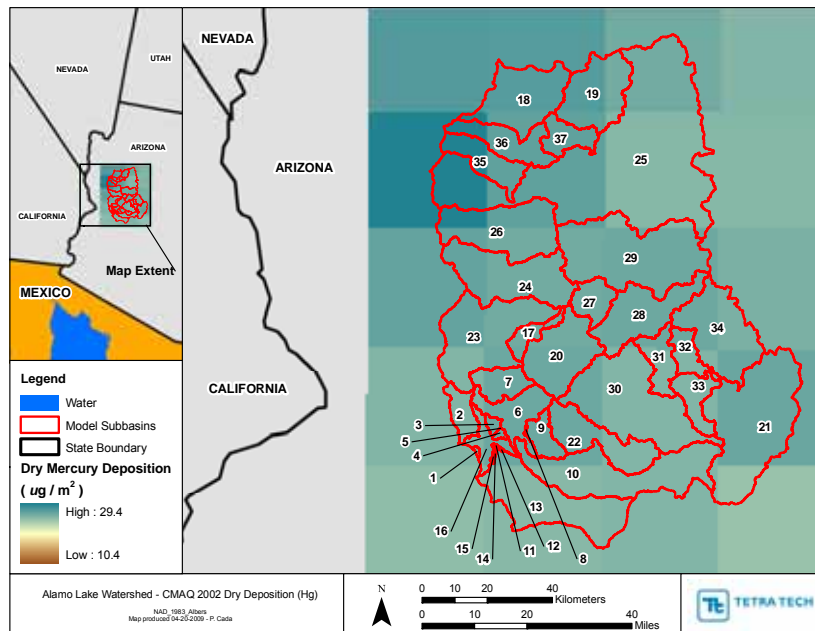 NEVADA
UTAH
ARIZONA
CALIFORNIA
Map Extent
MEXICO
Legend
Water
Model Subbasins
State Boundary
Dry Mercury Deposition
( ug / m² )
High : 29.4
Low : 10.4
NEVADA
ARIZONA
CALIFORNIA
18
19
36
37
35
25
26
29
24
27
28
34
23
17
32
31
20
7
30
33
2
6
21
3
9
5
22
4
10
1
13
16
15
14
11
12
8
Alamo Lake Watershed - CMAQ 2002 Dry Deposition (Hg)
NAD_1983_Albers
Map produced 04-20-2009 - P. Cada
N
0 10 20 40
Kilometers
0 10 20 40
Miles
Tt
TETRA TECH